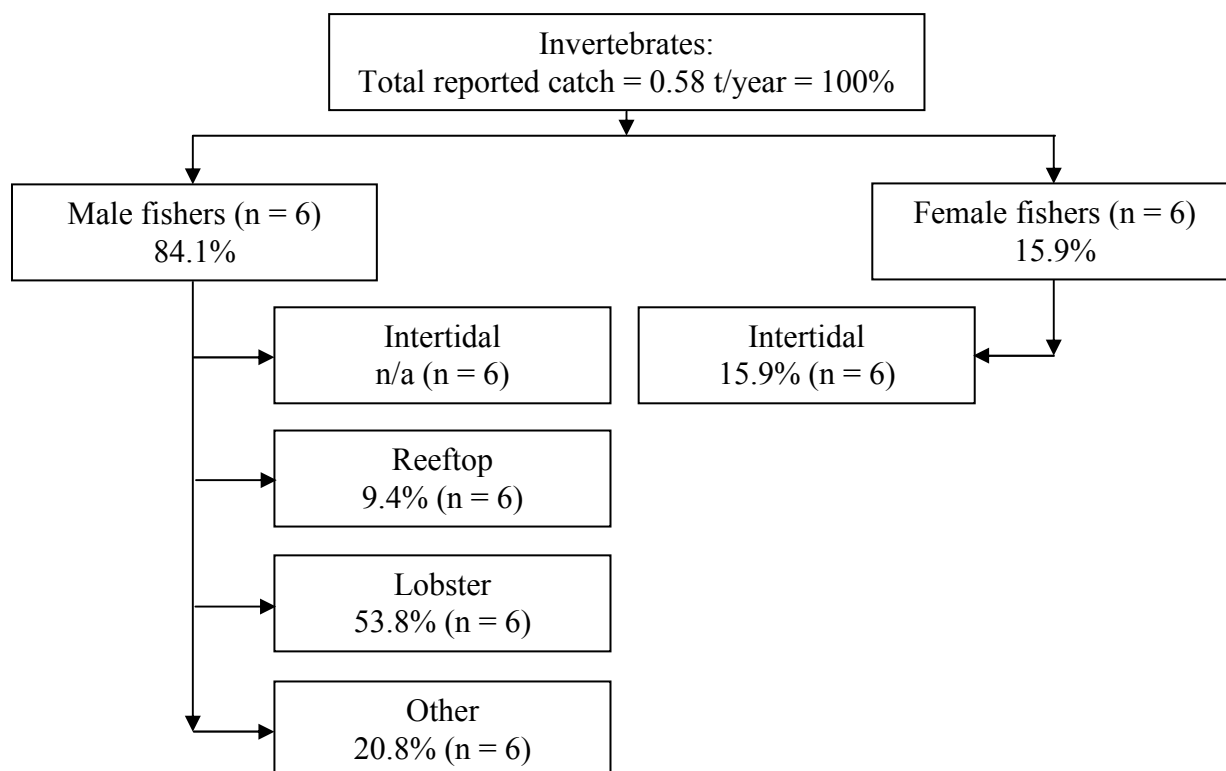 Invertebrates:
Total reported catch = 0.58 t/year = 100%
Male fishers (n = 6)
84.1%
Female fishers (n = 6)
15.9%
Intertidal
n/a (n = 6)
Intertidal
15.9% (n = 6)
Reeftop
9.4% (n = 6)
Lobster
53.8% (n = 6)
Other
20.8% (n = 6)